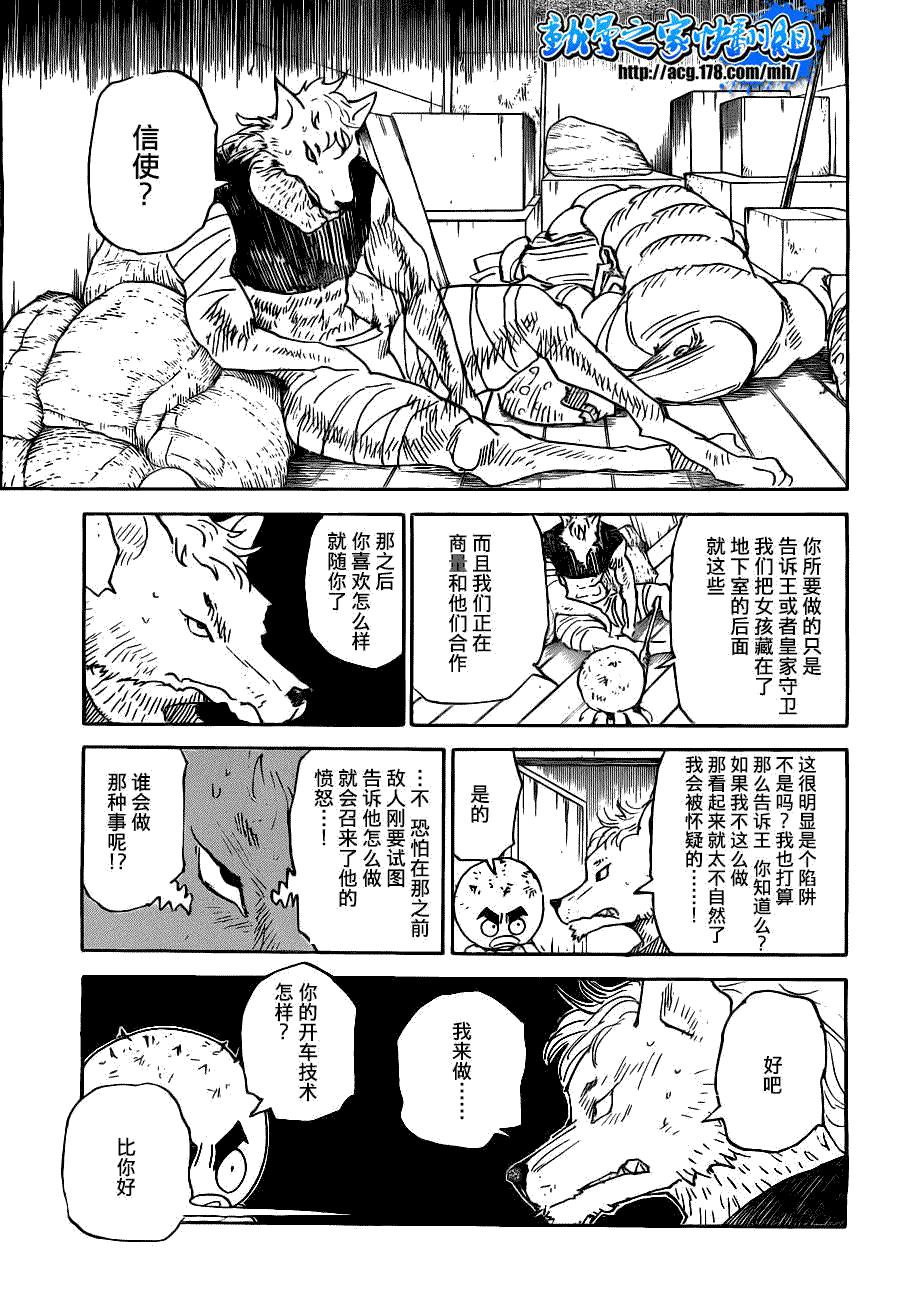 動漫之家快翻組
http://acg.178.com/mh/
信使?
你所要做的只是
告诉王或者皇家守卫
我们把女孩藏在了
地下室的后面
就这些
而且我们正在
商量和他们合作
那之后
你喜欢怎么样
就随你了
这很明显是个陷阱
不是吗?我也打算
那么告诉王 你知道么?
如果我不这么做
那看起来就太不自然了
我会被怀疑的……!
是的
…不 恐怕在那之前
敌人刚要试图
告诉他怎么做
就会召来了他的
愤怒…!
谁会做
那种事呢!?
好吧
我来做……
你的开车技术
怎样?
比你好